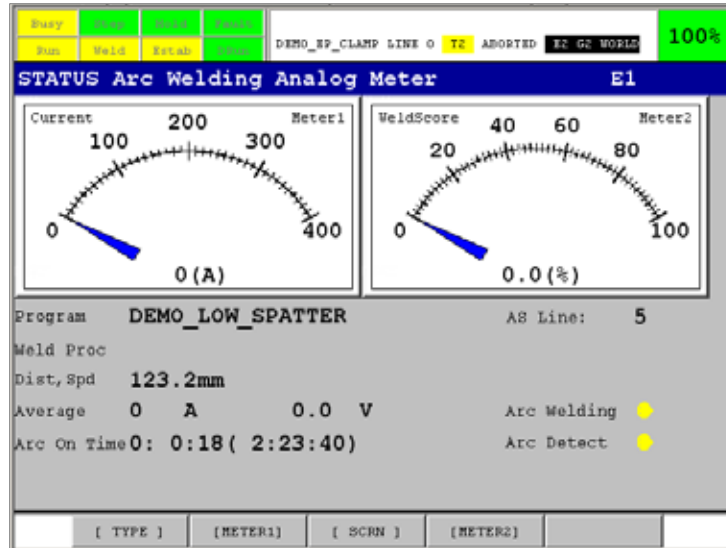 Busy Step Hold Fault
Run Weld Estab
DEMO_EP_CLAMP LINE 0 T2 ABORTED E2 G2 WORLD
100%
STATUS Arc Welding Analog Meter E1
Current Meter1
0 100 200 300 400
0(A)
WeldScore Meter2
0 20 40 60 80 100
0.0(%)
Program DEMO_LOW_SPATTER AS Line: 5
Weld Proc
Dist,Spd 123.2mm
Average 0 A 0.0 V Arc Welding
Arc On Time 0: 0:18( 2:23:40) Arc Detect
[ TYPE ] [METER1] [ SCRN ] [METER2]